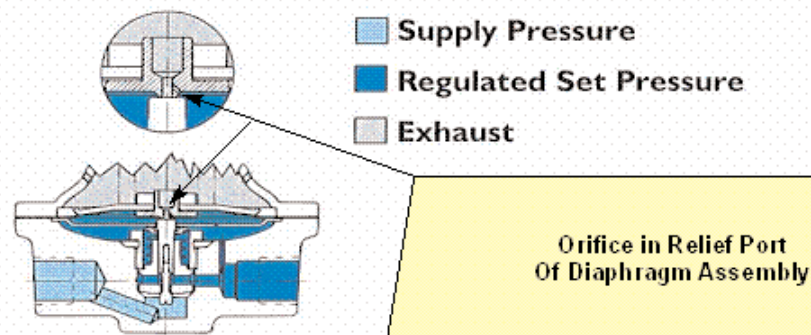 Supply Pressure
Regulated Set Pressure
Exhaust
Orifice in Relief Port
Of Diaphragm Assembly